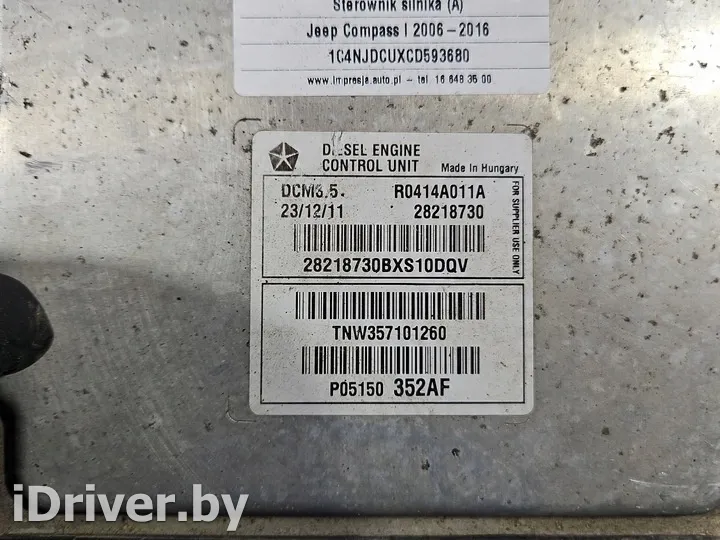 Sterownik silnika (A)
Jeep Compass I 2006-2016
1C4NJDCUXCD593680
www.impresja.auto.pl - tel 16 648 35 00
DIESEL ENGINE
CONTROL UNIT Made In Hungary
DCM3.5. R0414A011A
23/12/11 28218730
28218730BXS10DQV
FOR SUPPLIER USE ONLY
TNW357101260
P05150 352AF
iDriver.by